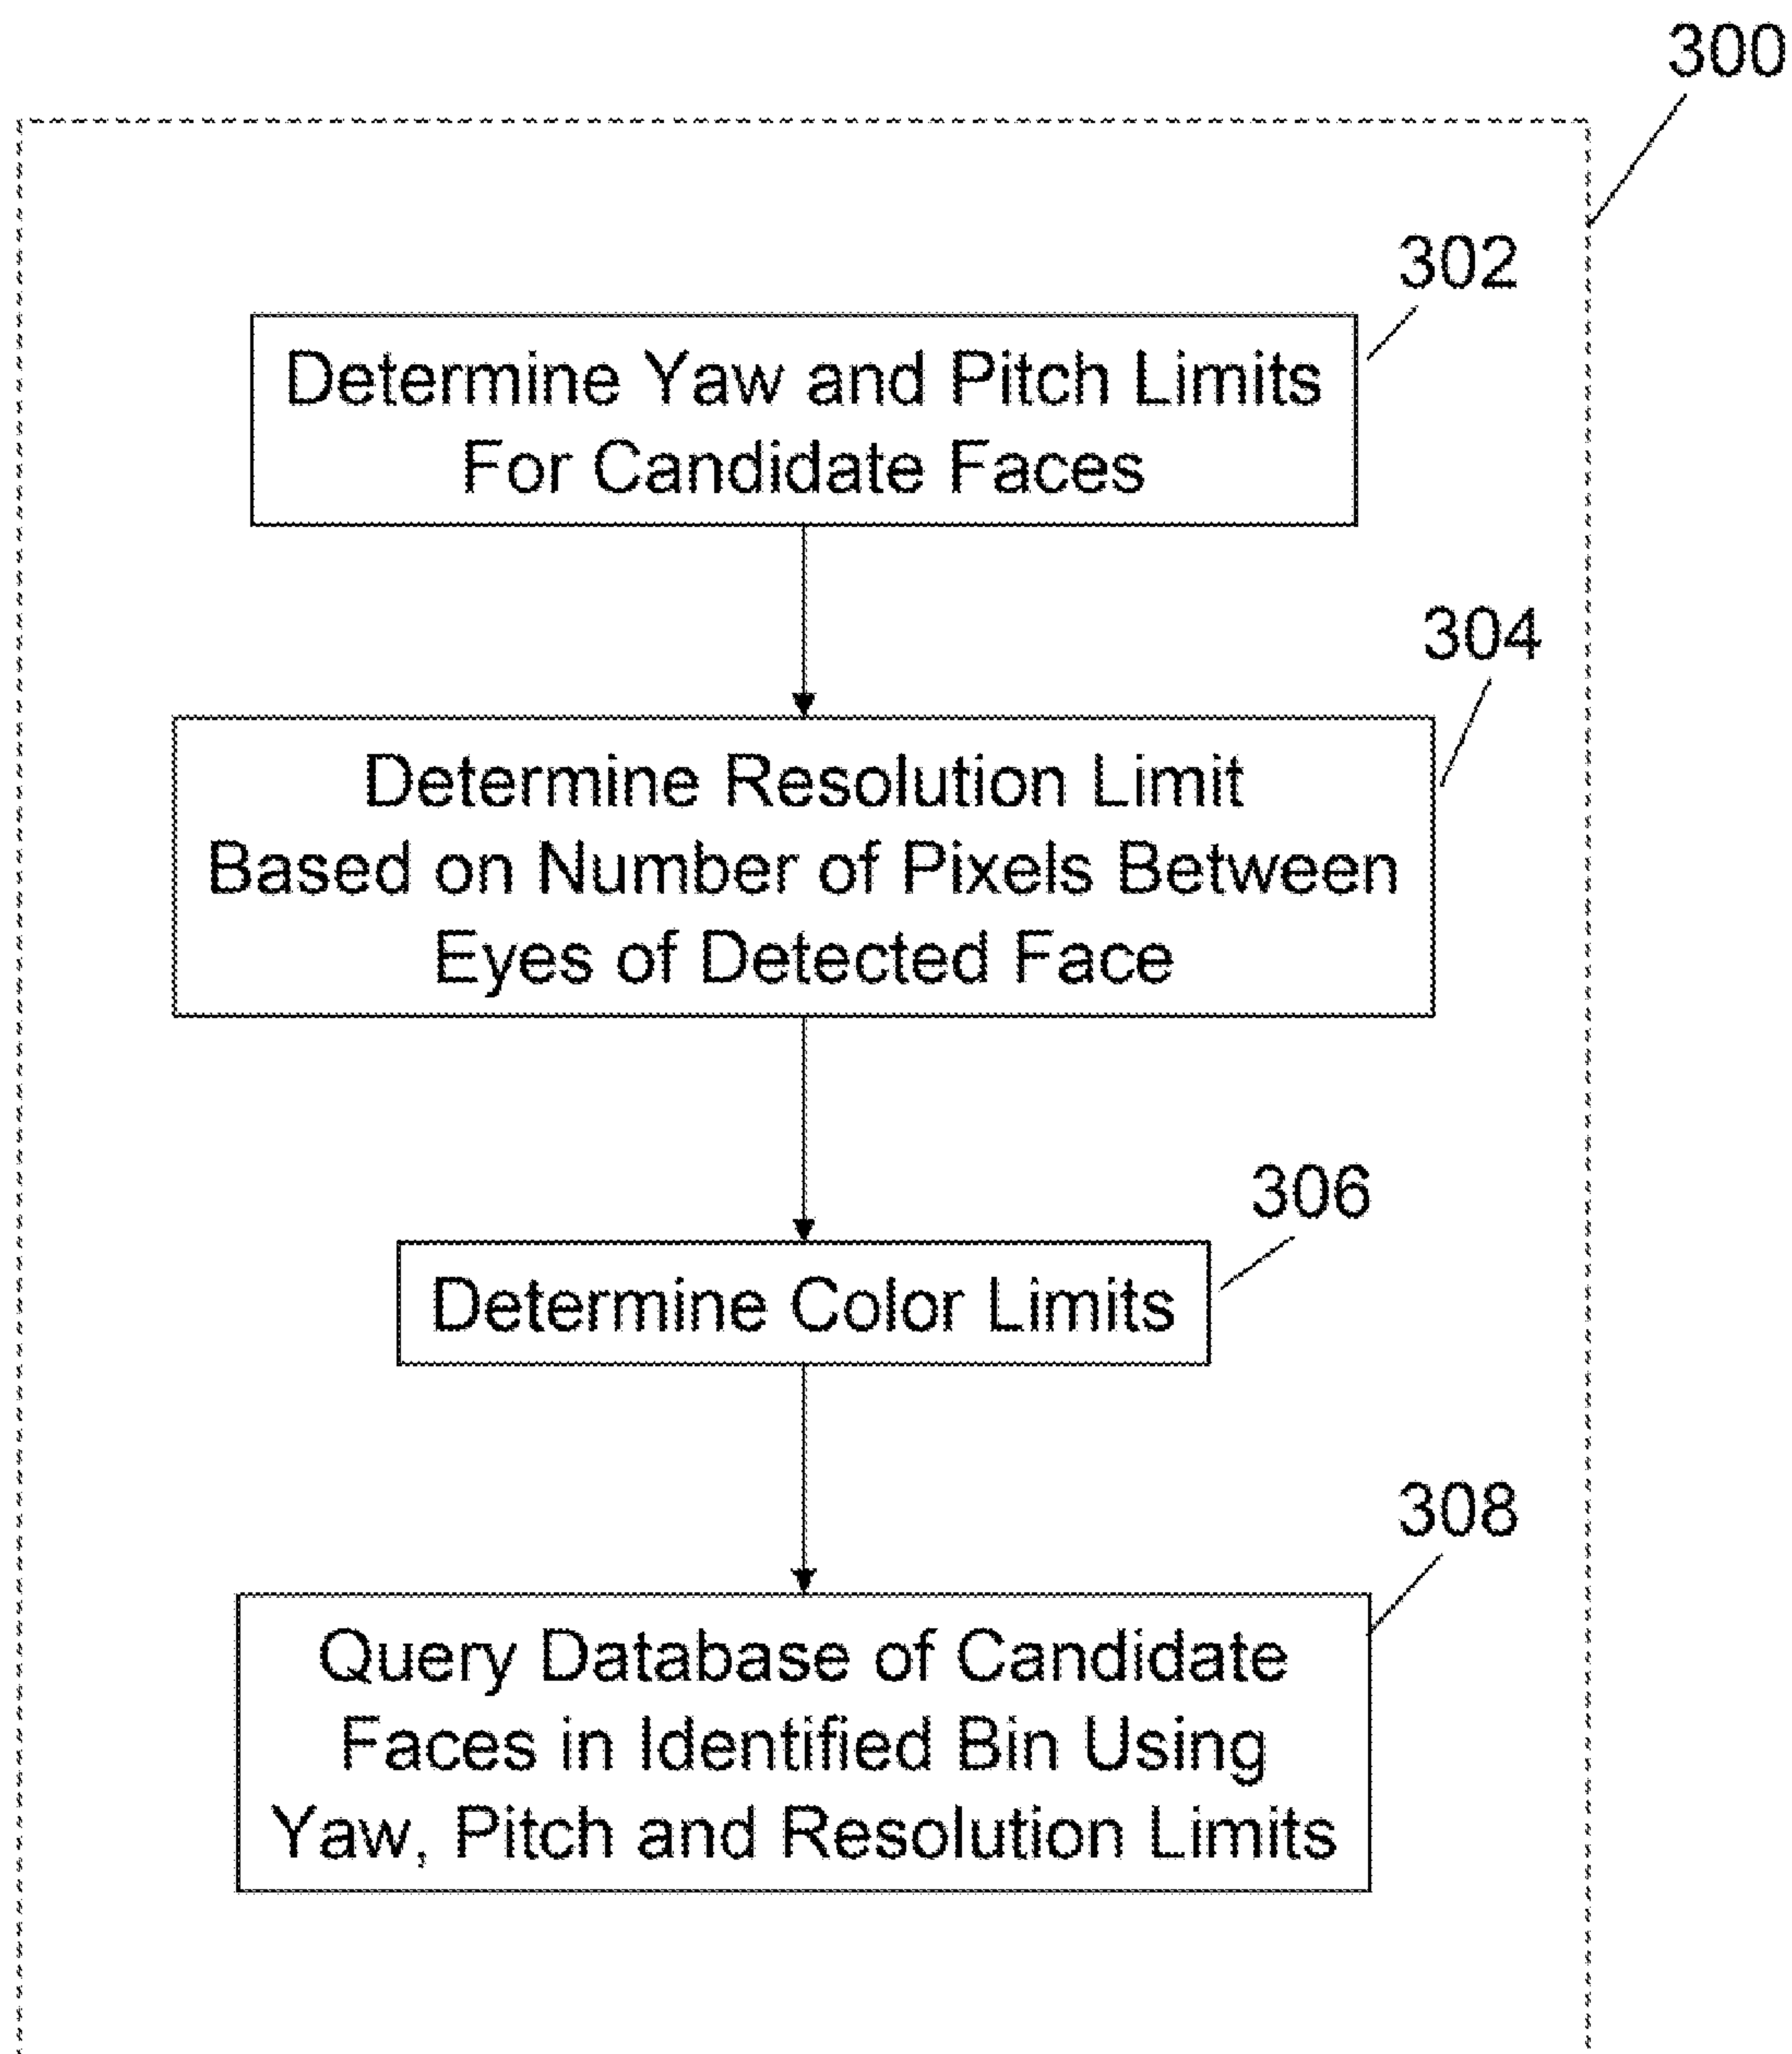 300
302
Determine Yaw and Pitch Limits
For Candidate Faces
304
Determine Resolution Limit
Based on Number of Pixels Between
Eyes of Detected Face
306
Determine Color Limits
308
Query Database of Candidate
Faces in Identified Bin Using
Yaw, Pitch and Resolution Limits